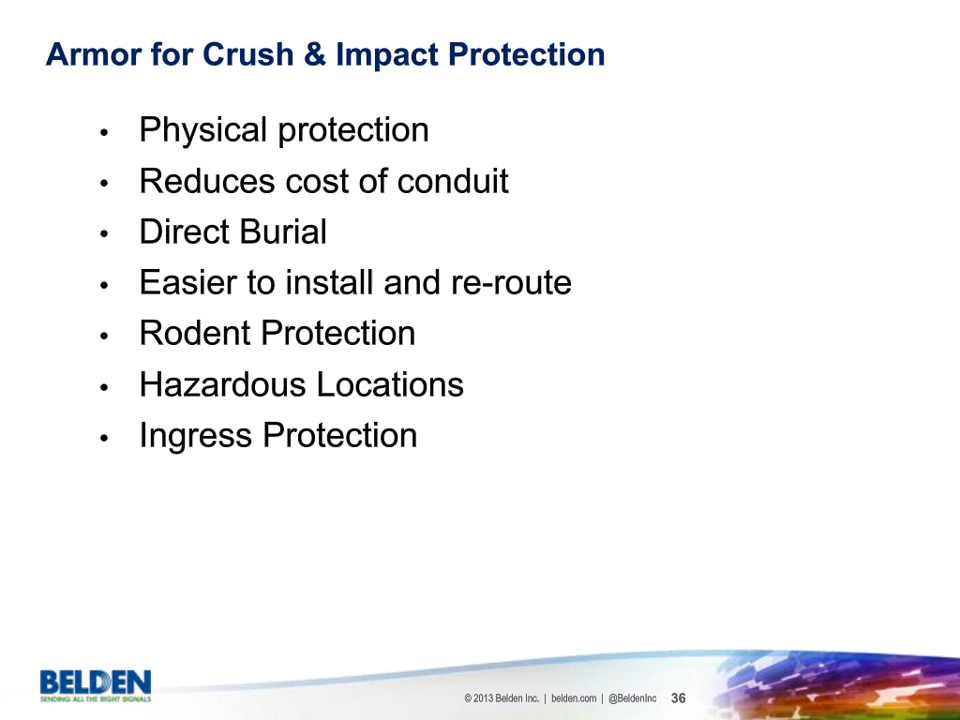 Armor for Crush & Impact Protection
• Physical protection
• Reduces cost of conduit
• Direct Burial
• Easier to install and re-route
• Rodent Protection
• Hazardous Locations
• Ingress Protection
BELDEN
SENDING ALL THE RIGHT SIGNALS
© 2013 Belden Inc. | belden.com | @BeldenInc 36